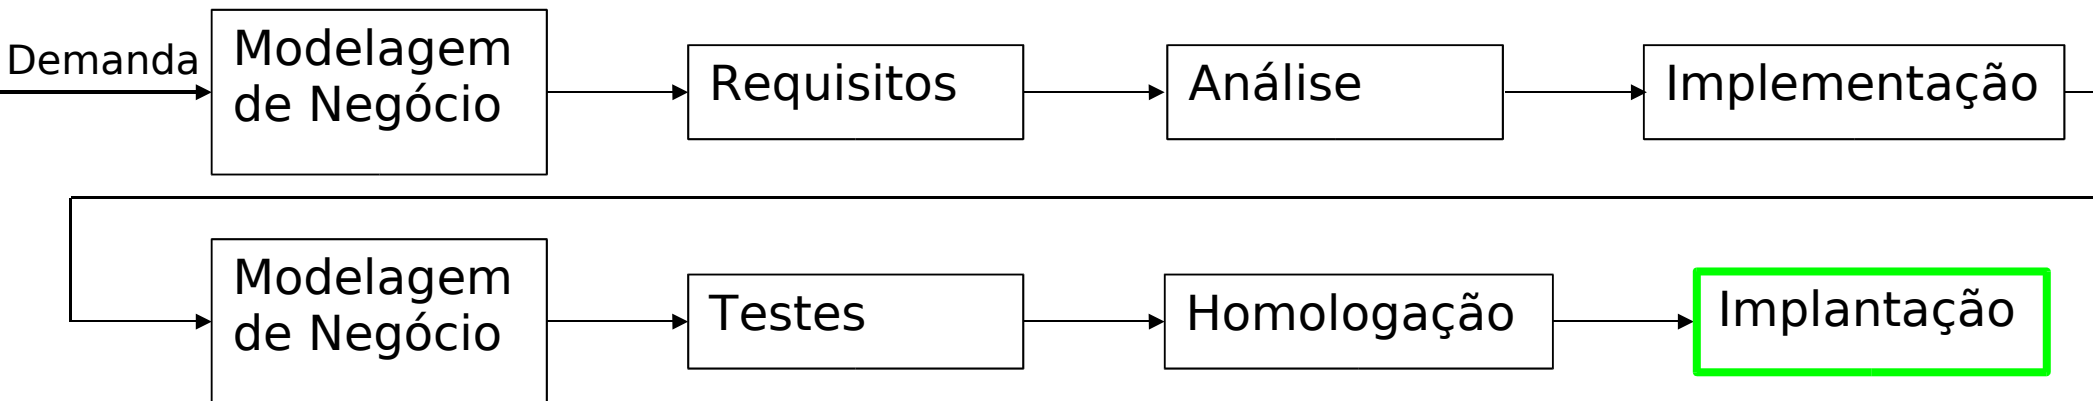 Demanda
Modelagem
de Negócio
Requisitos
Análise
Implementação
Modelagem
de Negócio
Testes
Homologação
Implantação